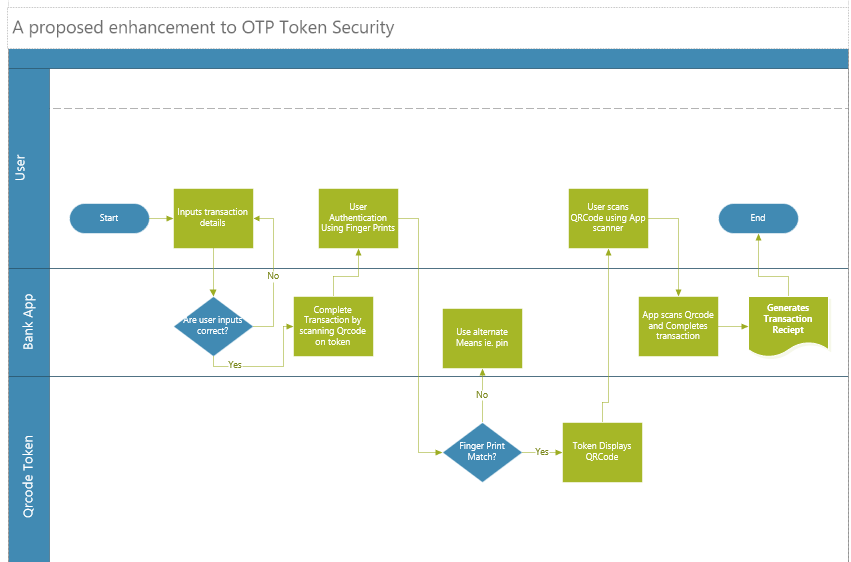 A proposed enhancement to OTP Token Security
User
Start
Inputs transaction
details
User
Authentication
Using Finger Prints
User scans
QRCode using App
scanner
End
Bank App
No
Are user inputs
correct?
Yes
Complete
Transaction by
scanning Qrcode
on token
Use alternate
Means ie. pin
App scans Qrcode
and Completes
transaction
Generates
Transaction
Reciept
Qrcode Token
No
Finger Print
Match?
Yes
Token Displays
QRCode